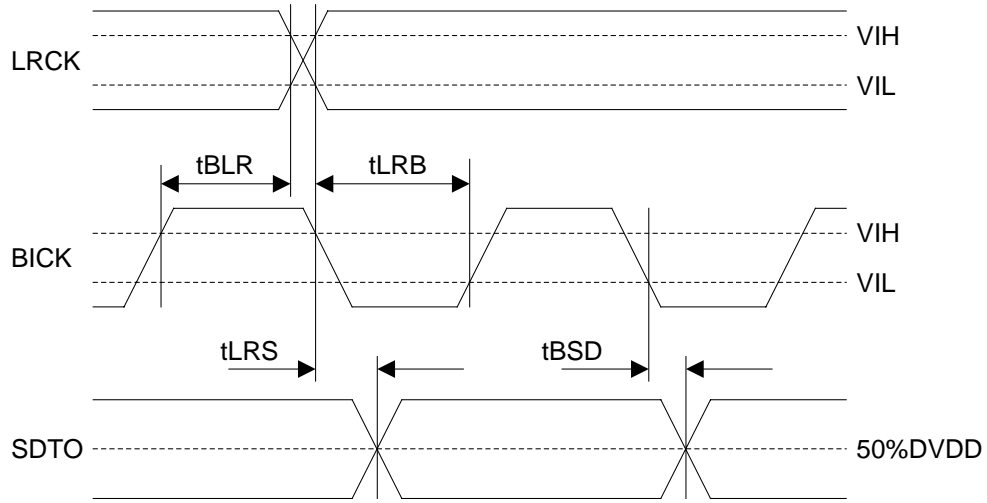 LRCK
VIH
VIL
tBLR
tLRB
BICK
VIH
VIL
tLRS
tBSD
SDTO
50%DVDD